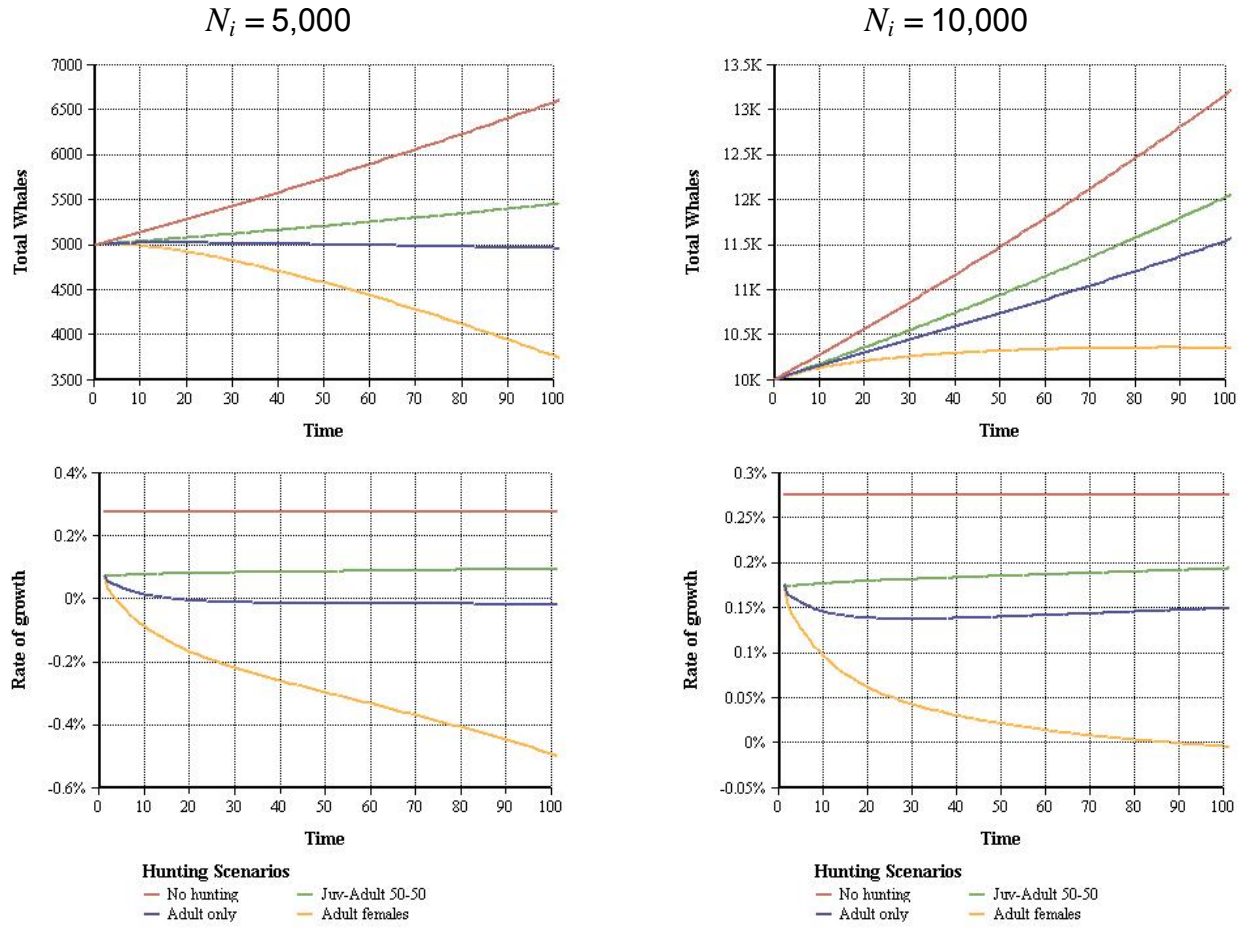 N_i = 5,000
N_i = 10,000
Total Whales
7000
6500
6000
5500
5000
4500
4000
3500
0 10 20 30 40 50 60 70 80 90 100
Time
Total Whales
13.5K
13K
12.5K
12K
11.5K
11K
10.5K
10K
0 10 20 30 40 50 60 70 80 90 100
Time
Rate of growth
0.4%
0.2%
0%
-0.2%
-0.4%
-0.6%
0 10 20 30 40 50 60 70 80 90 100
Time
Hunting Scenarios
No hunting Juv-Adult 50-50
Adult only Adult females
Rate of growth
0.3%
0.25%
0.2%
0.15%
0.1%
0.05%
0%
-0.05%
0 10 20 30 40 50 60 70 80 90 100
Time
Hunting Scenarios
No hunting Juv-Adult 50-50
Adult only Adult females